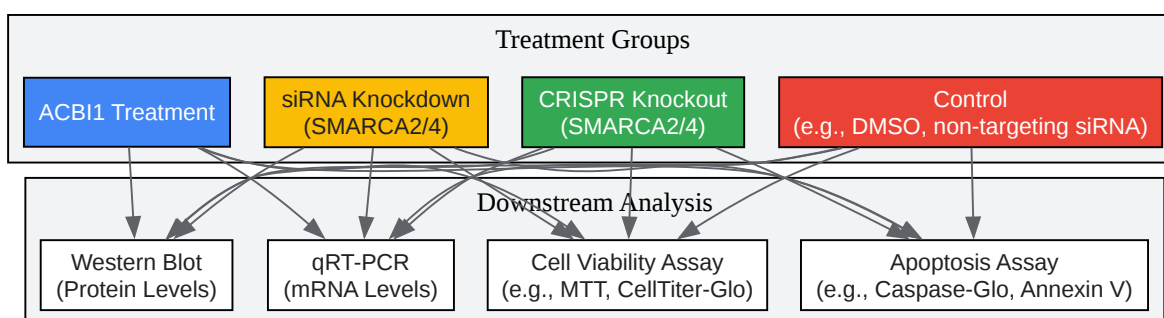 Treatment Groups
ACBI1 Treatment
siRNA Knockdown
(SMARCA2/4)
CRISPR Knockout
(SMARCA2/4)
Control
(e.g., DMSO, non-targeting siRNA)
Downstream Analysis
Western Blot
(Protein Levels)
qRT-PCR
(mRNA Levels)
Cell Viability Assay
(e.g., MTT, CellTiter-Glo)
Apoptosis Assay
(e.g., Caspase-Glo, Annexin V)